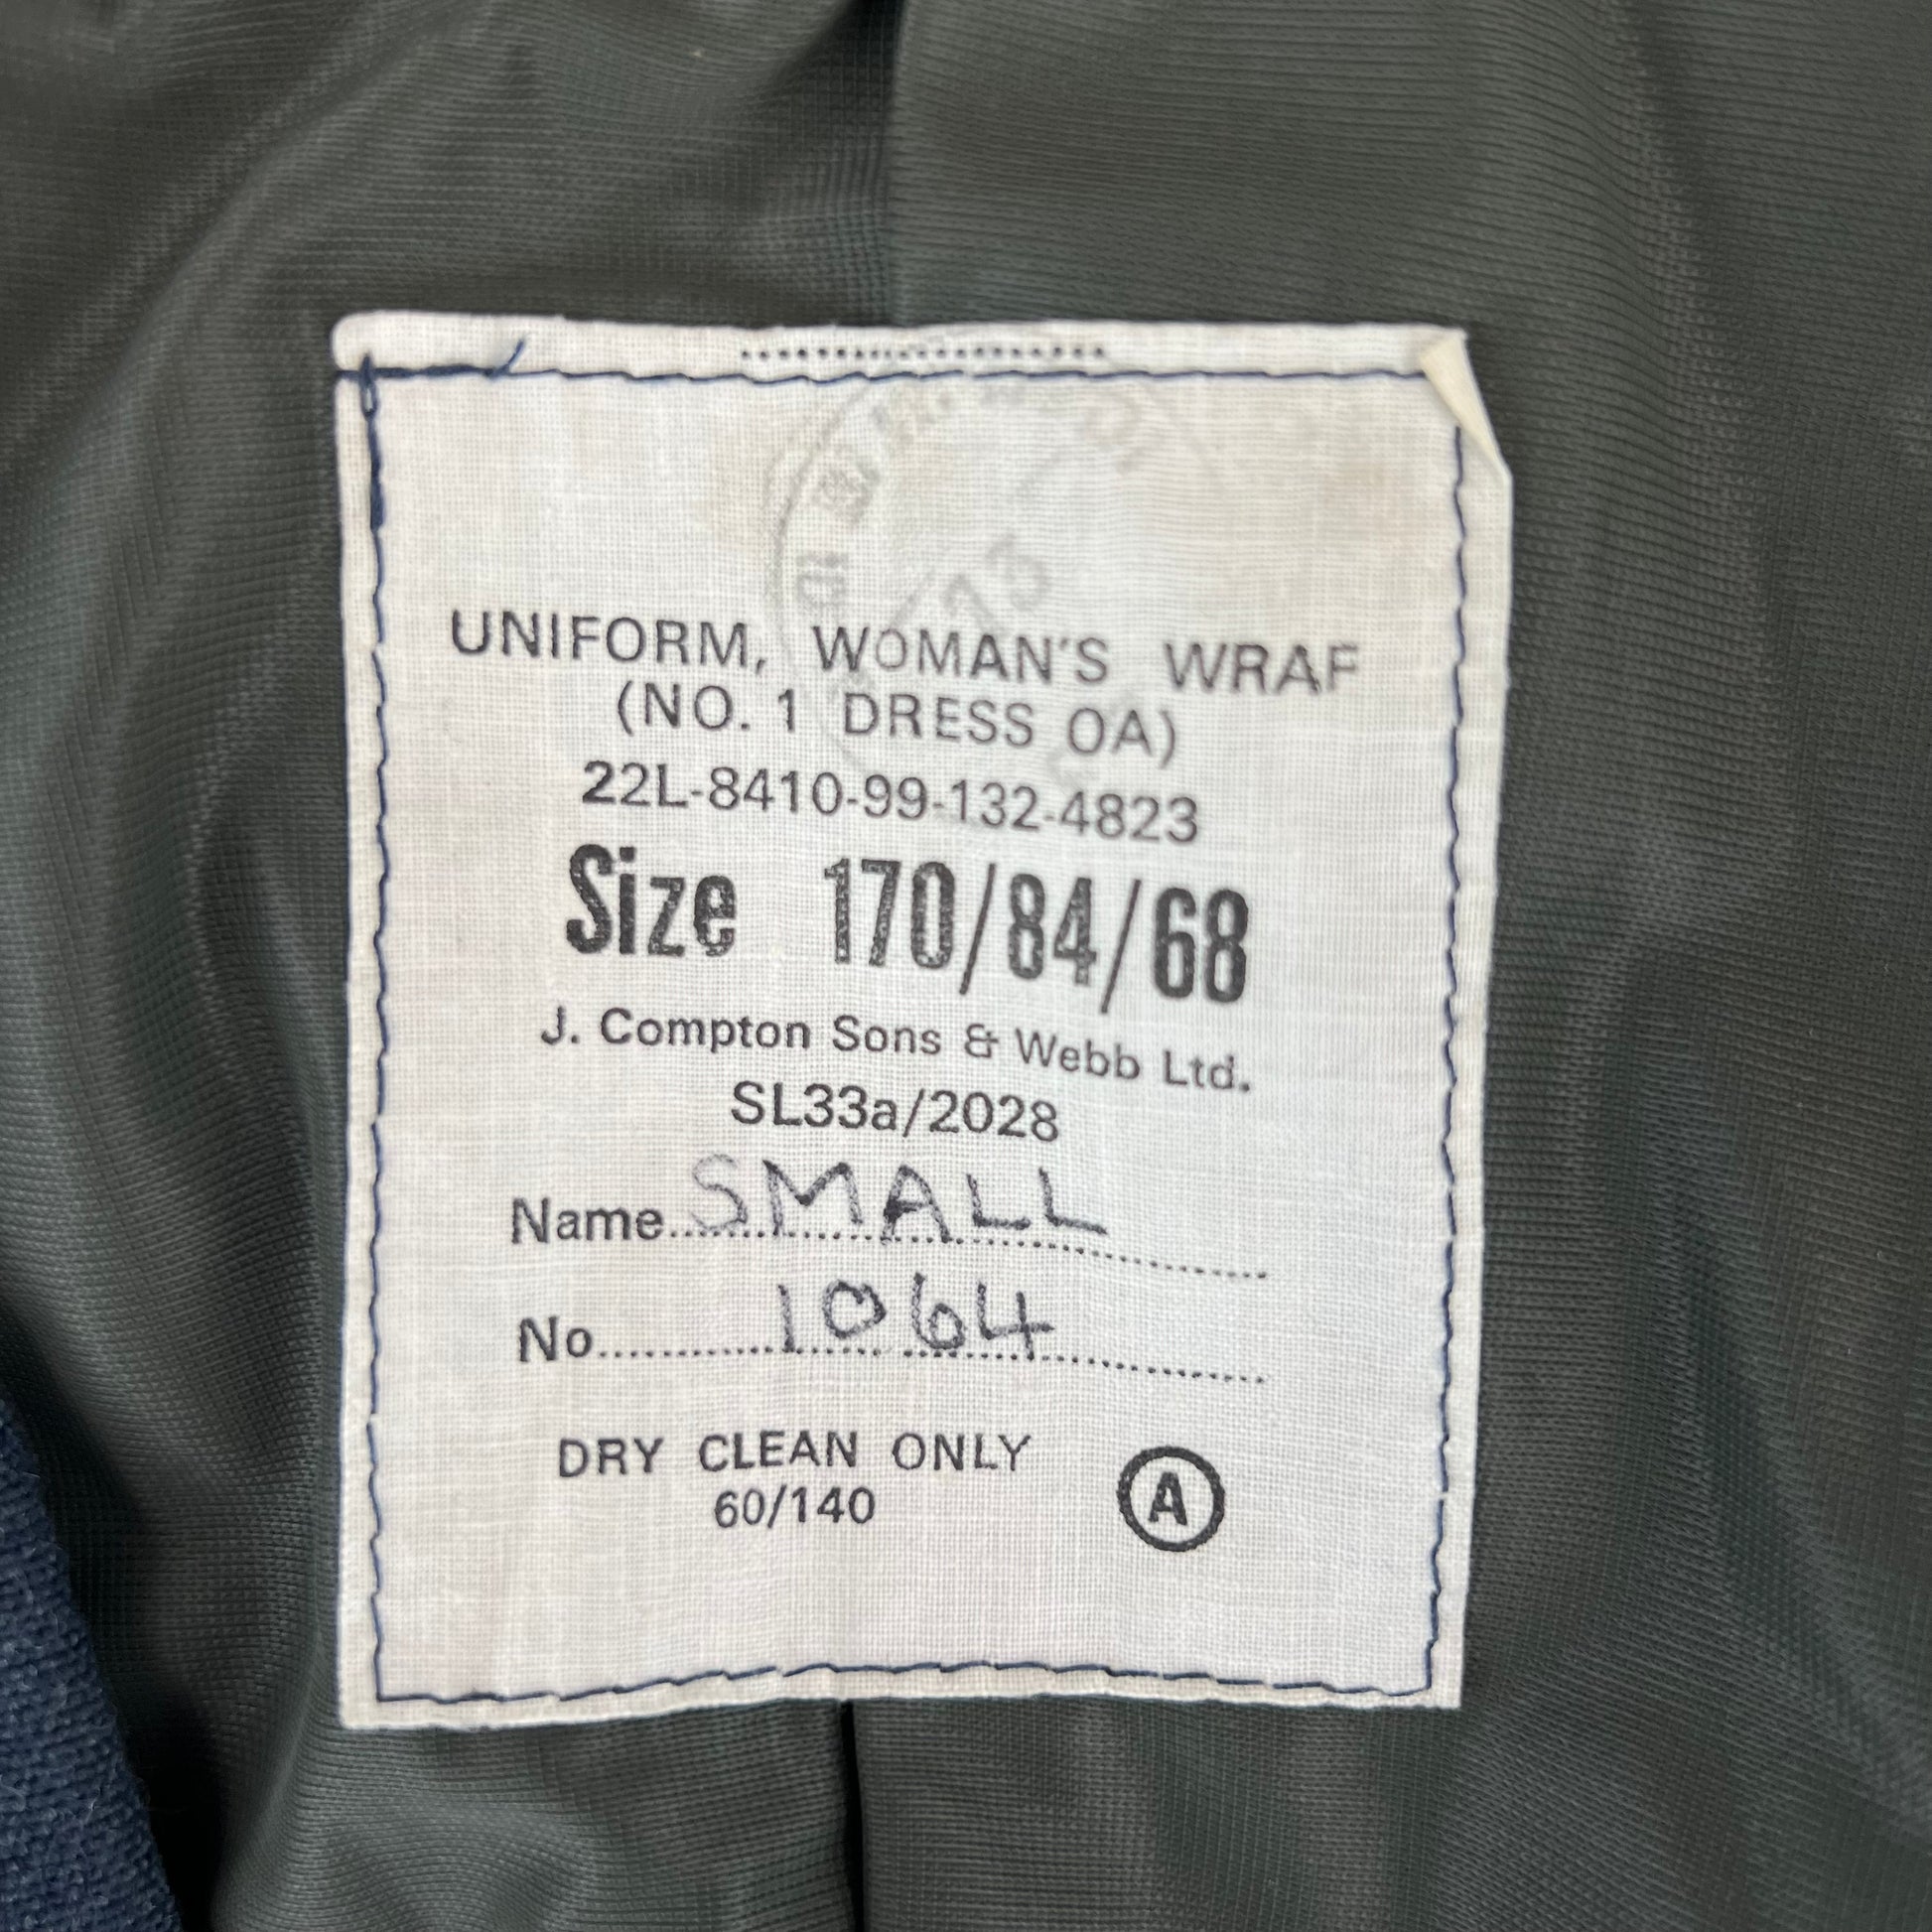 73
UNIFORM, WOMAN'S WRAF
(NO. 1 DRESS OA)
22L-8410-99-132-4823
Size 170/84/68
J. Compton Sons & Webb Ltd.
SL33a/2028
Name SMALL
No 1064
DRY CLEAN ONLY
60/140
A